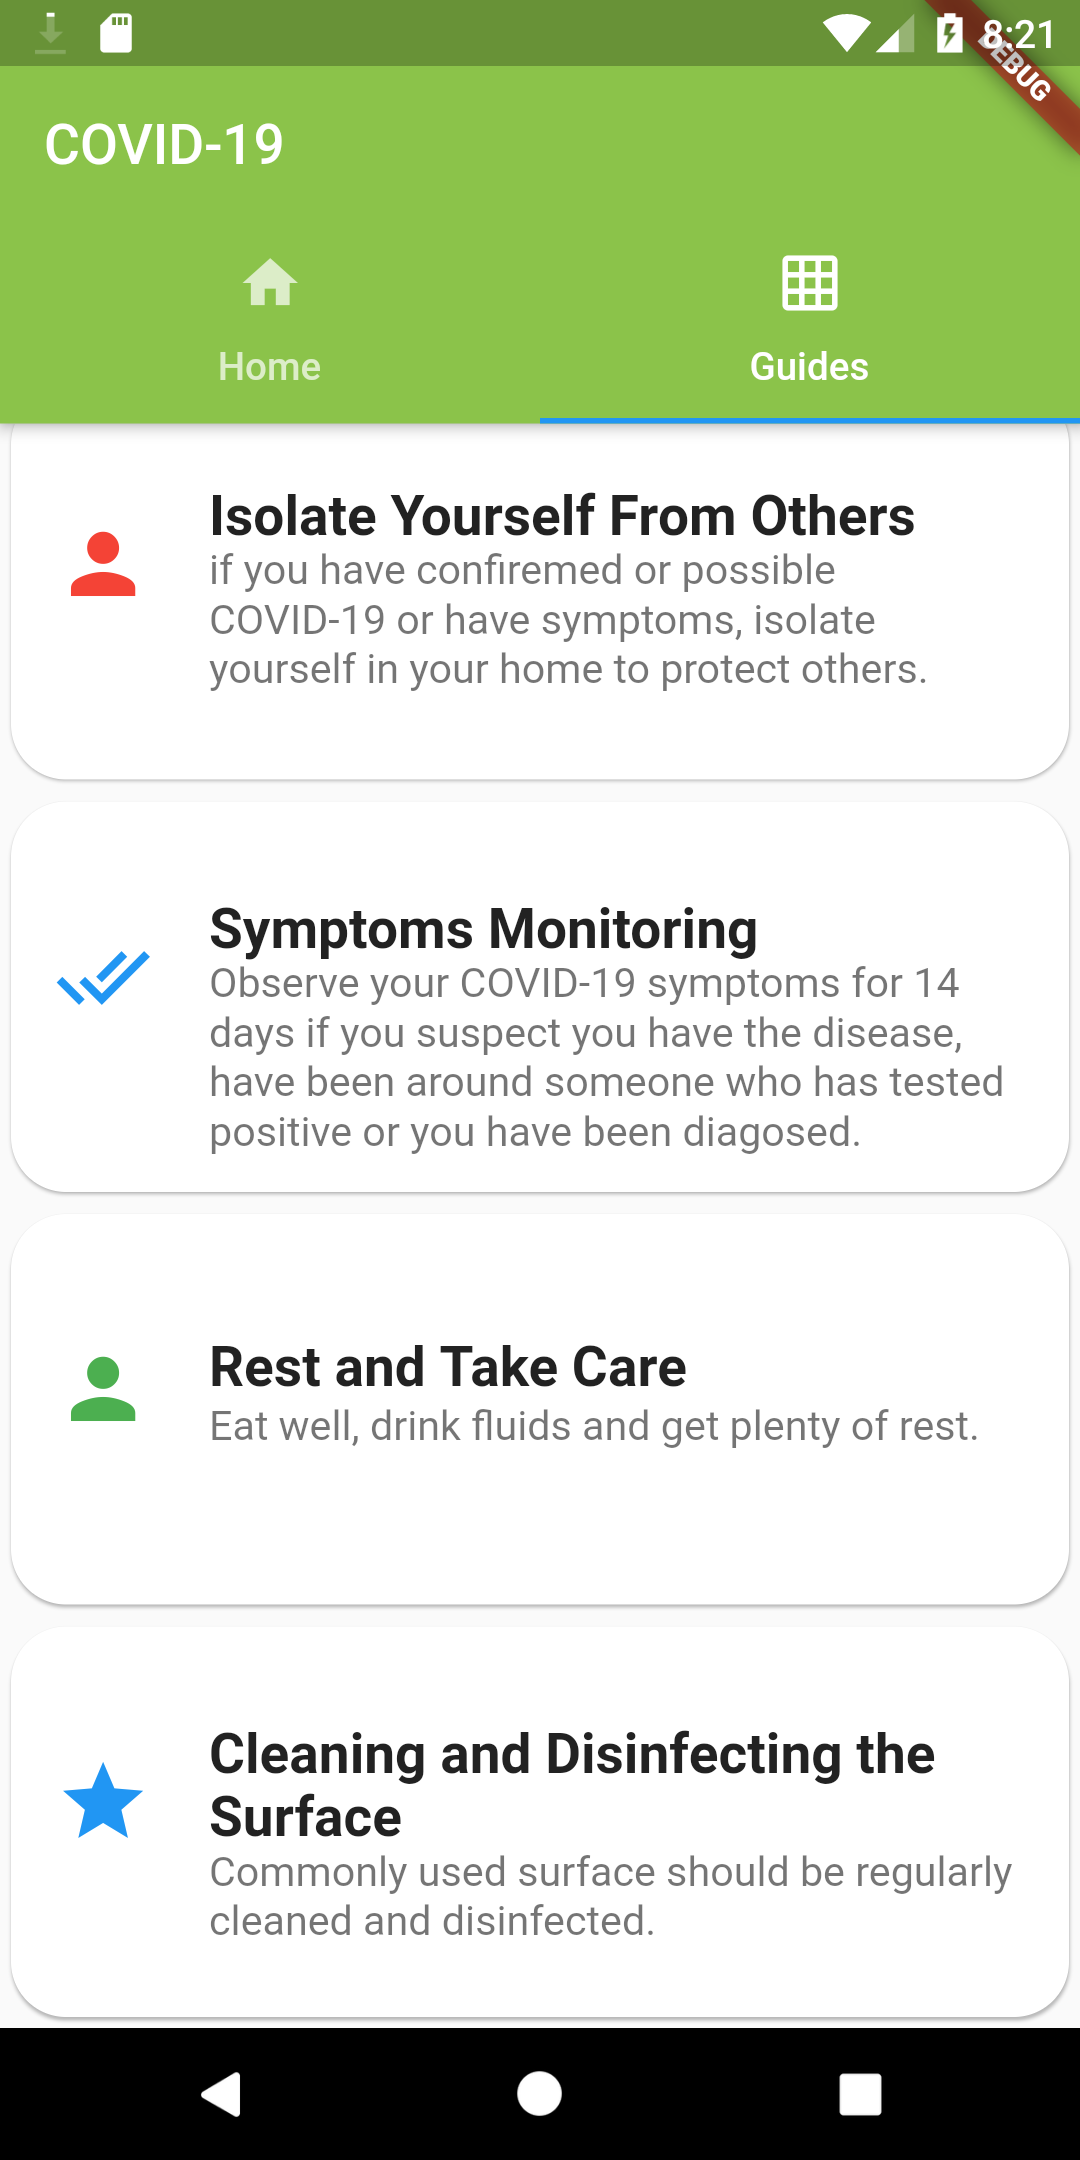 8:21
DEBUG
COVID-19
Home
Guides
Isolate Yourself From Others
if you have confiremed or possible
COVID-19 or have symptoms, isolate
yourself in your home to protect others.
Symptoms Monitoring
Observe your COVID-19 symptoms for 14
days if you suspect you have the disease,
have been around someone who has tested
positive or you have been diagosed.
Rest and Take Care
Eat well, drink fluids and get plenty of rest.
Cleaning and Disinfecting the
Surface
Commonly used surface should be regularly
cleaned and disinfected.